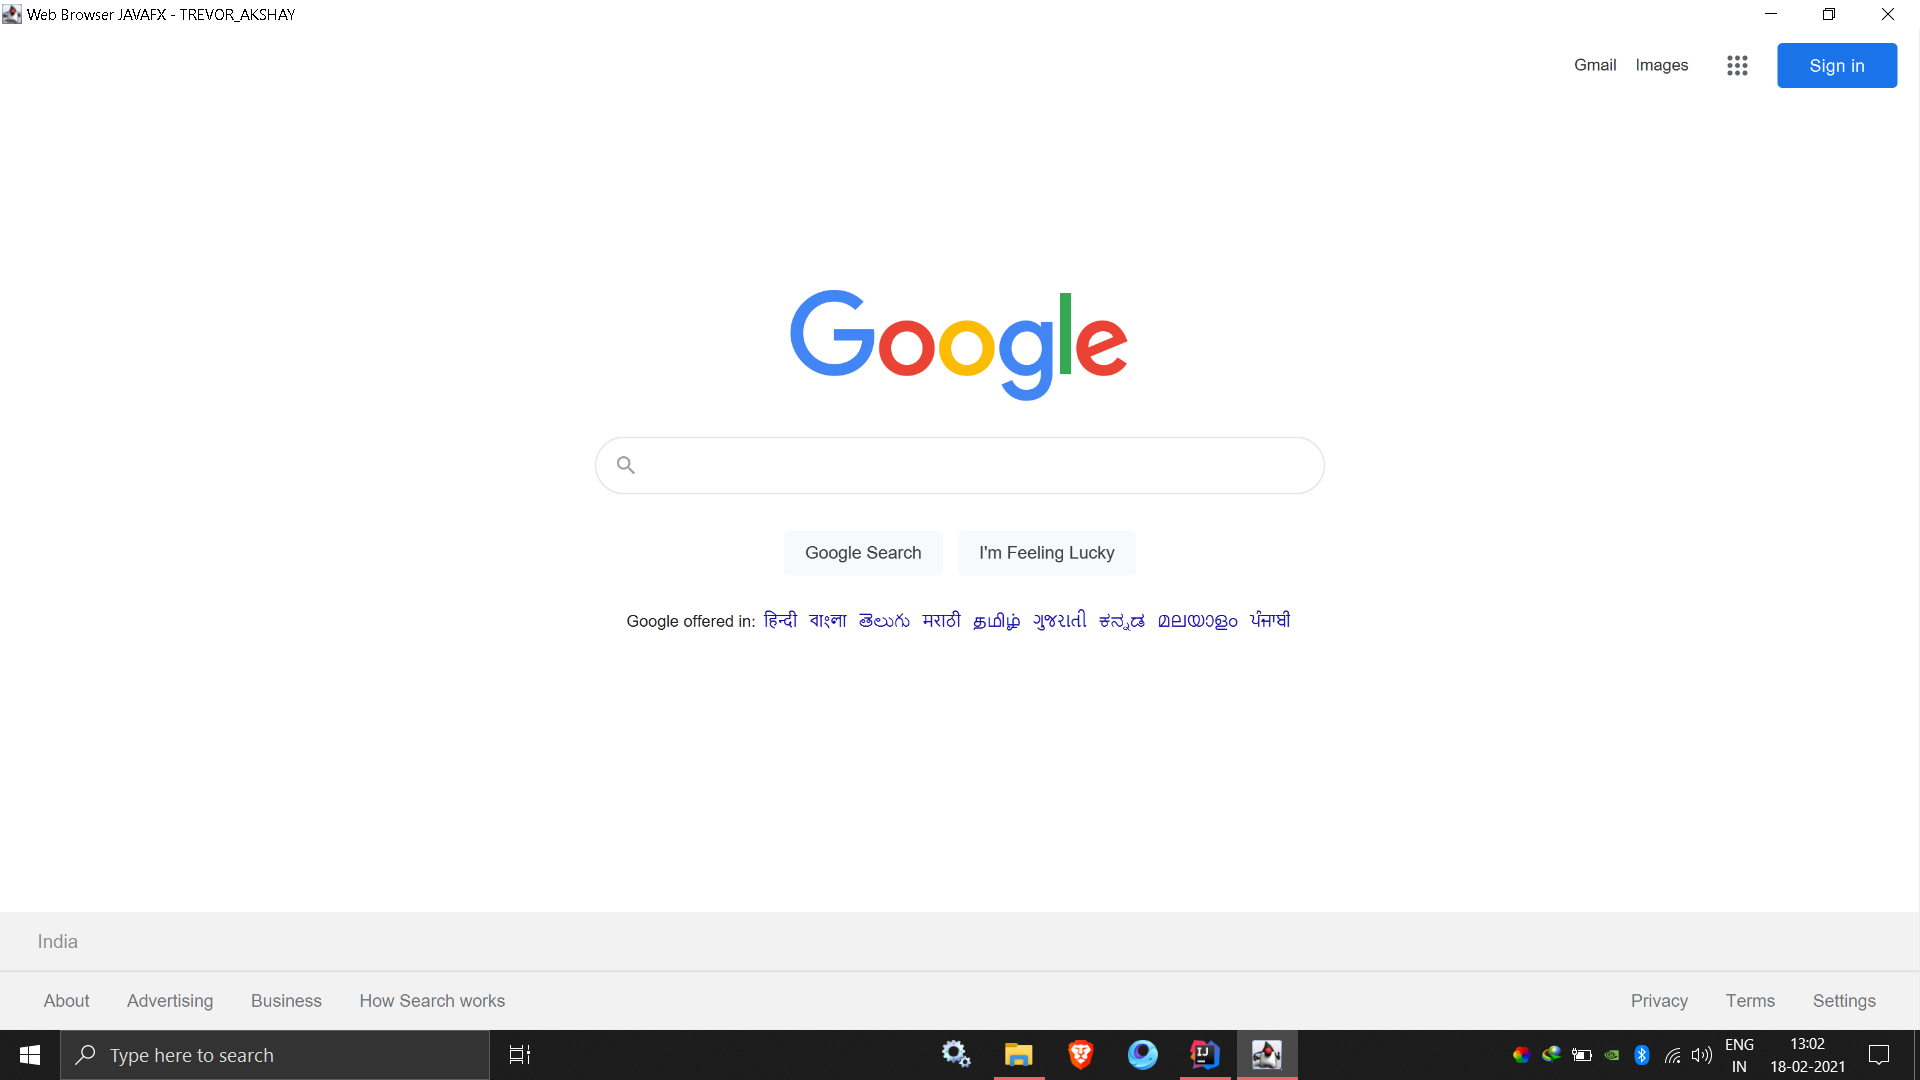 Web Browser JAVAFX - TREVOR_AKSHAY
Gmail Images Sign in
Google
Google Search I'm Feeling Lucky
Google offered in: हिन्दी বাংলা తెలుగు मराठी தமிழ் ગુજરાતી ಕನ್ನಡ മലയാളം ਪੰਜਾਬੀ
India
About Advertising Business How Search works Privacy Terms Settings
Type here to search
ENG
IN
13:02
18-02-2021